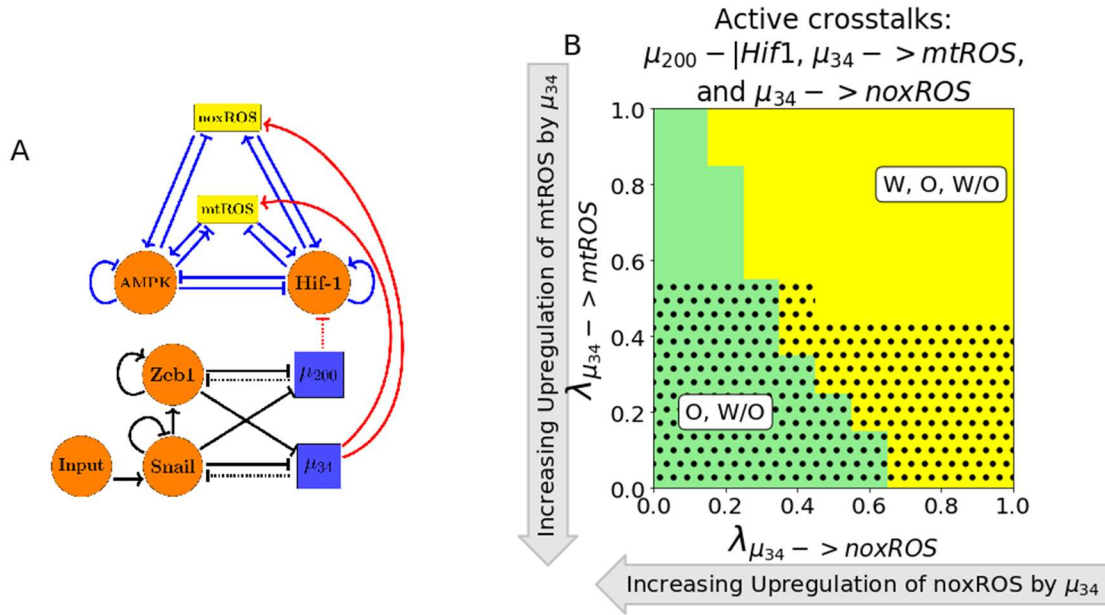 A
noxROS
mtROS
AMPK
Hif-1
Zeb1
μ200
Input
Snail
μ34
B
Active crosstalks:
μ200 − |Hif1, μ34 − > mtROS,
and μ34 − > noxROS
Increasing Upregulation of mtROS by μ34
λμ34 − > mtROS
1.0
0.8
0.6
0.4
0.2
0.0
W, O, W/O
O, W/O
0.0 0.2 0.4 0.6 0.8 1.0
λμ34 − > noxROS
Increasing Upregulation of noxROS by μ34